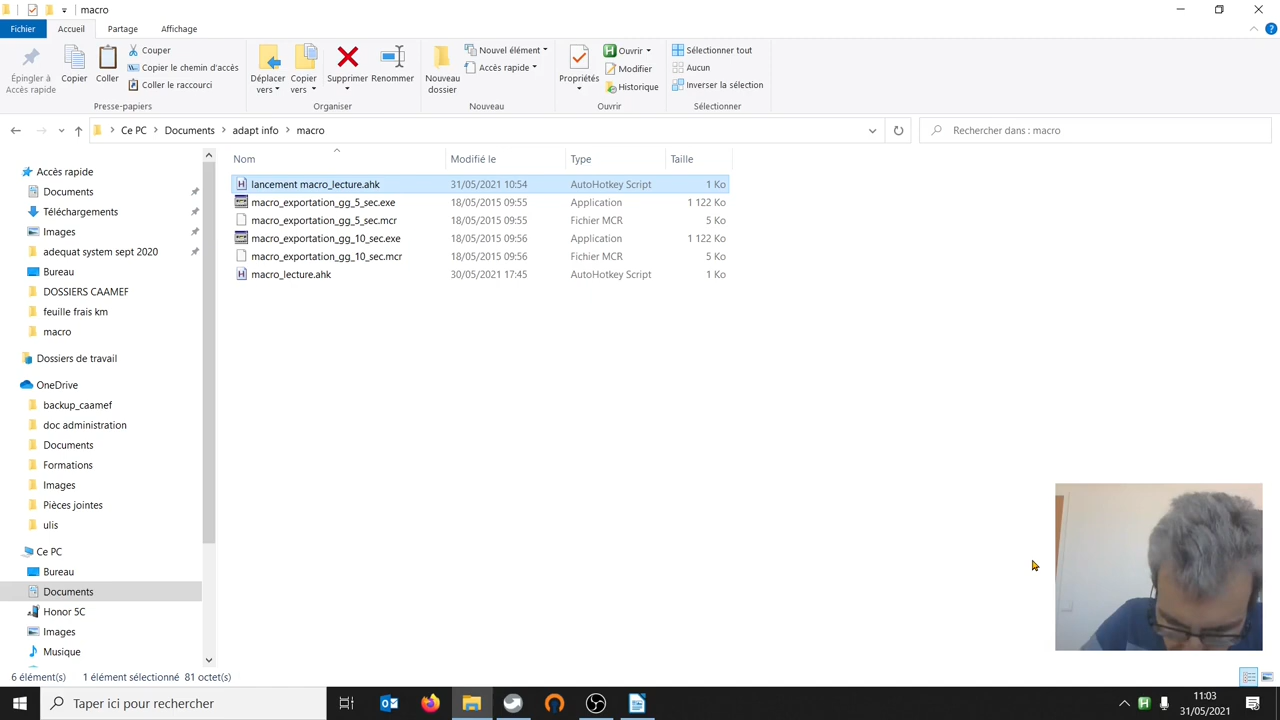 macro
Fichier Accueil Partage Affichage
Épingler à Accès rapide
Copier
Coller
Couper
Copier le chemin d'accès
Coller le raccourci
Presse-papiers
Déplacer vers
Copier vers
Supprimer
Renommer
Organiser
Nouveau dossier
Nouvel élément
Accès rapide
Nouveau
Propriétés
Ouvrir
Modifier
Historique
Ouvrir
Sélectionner tout
Aucun
Inverser la sélection
Sélectionner
Ce PC > Documents > adapt info > macro
Rechercher dans : macro
Accès rapide
Documents
Téléchargements
Images
adequat system sept 2020
Bureau
DOSSIERS CAAMEF
feuille frais km
macro
Dossiers de travail
OneDrive
backup_caamef
doc administration
Documents
Formations
Images
Pièces jointes
ulis
Ce PC
Bureau
Documents
Honor 5C
Images
Musique
Nom Modifié le Type Taille
lancement macro_lecture.ahk 31/05/2021 10:54 AutoHotkey Script 1 Ko
macro_exportation_gg_5_sec.exe 18/05/2015 09:55 Application 1 122 Ko
macro_exportation_gg_5_sec.mcr 18/05/2015 09:55 Fichier MCR 5 Ko
macro_exportation_gg_10_sec.exe 18/05/2015 09:56 Application 1 122 Ko
macro_exportation_gg_10_sec.mcr 18/05/2015 09:56 Fichier MCR 5 Ko
macro_lecture.ahk 30/05/2021 17:45 AutoHotkey Script 1 Ko
6 élément(s) 1 élément sélectionné 81 octet(s)
Taper ici pour rechercher
11:03
31/05/2021